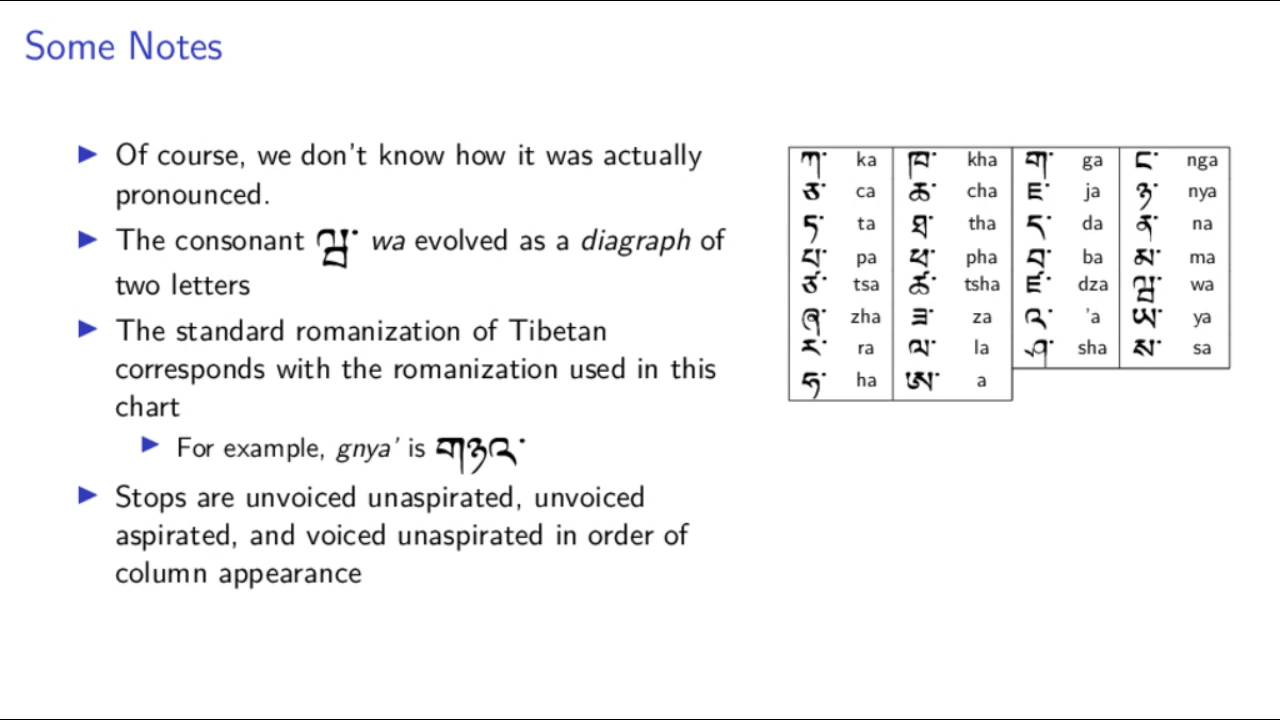 Some Notes
▶ Of course, we don't know how it was actually
pronounced.
▶ The consonant ཝ་ wa evolved as a diagraph of
two letters
▶ The standard romanization of Tibetan
corresponds with the romanization used in this
chart
▶ For example, gnya' is གཉའ་
▶ Stops are unvoiced unaspirated, unvoiced
aspirated, and voiced unaspirated in order of
column appearance
ཀ་ ka ཁ་ kha ག་ ga ང་ nga
ཅ་ ca ཆ་ cha ཇ་ ja ཉ་ nya
ཏ་ ta ཐ་ tha ད་ da ན་ na
པ་ pa ཕ་ pha བ་ ba མ་ ma
ཙ་ tsa ཚ་ tsha ཛ་ dza ཝ་ wa
ཞ་ zha ཟ་ za འ་ 'a ཡ་ ya
ར་ ra ལ་ la ཤ་ sha ས་ sa
ཧ་ ha ཨ་ a